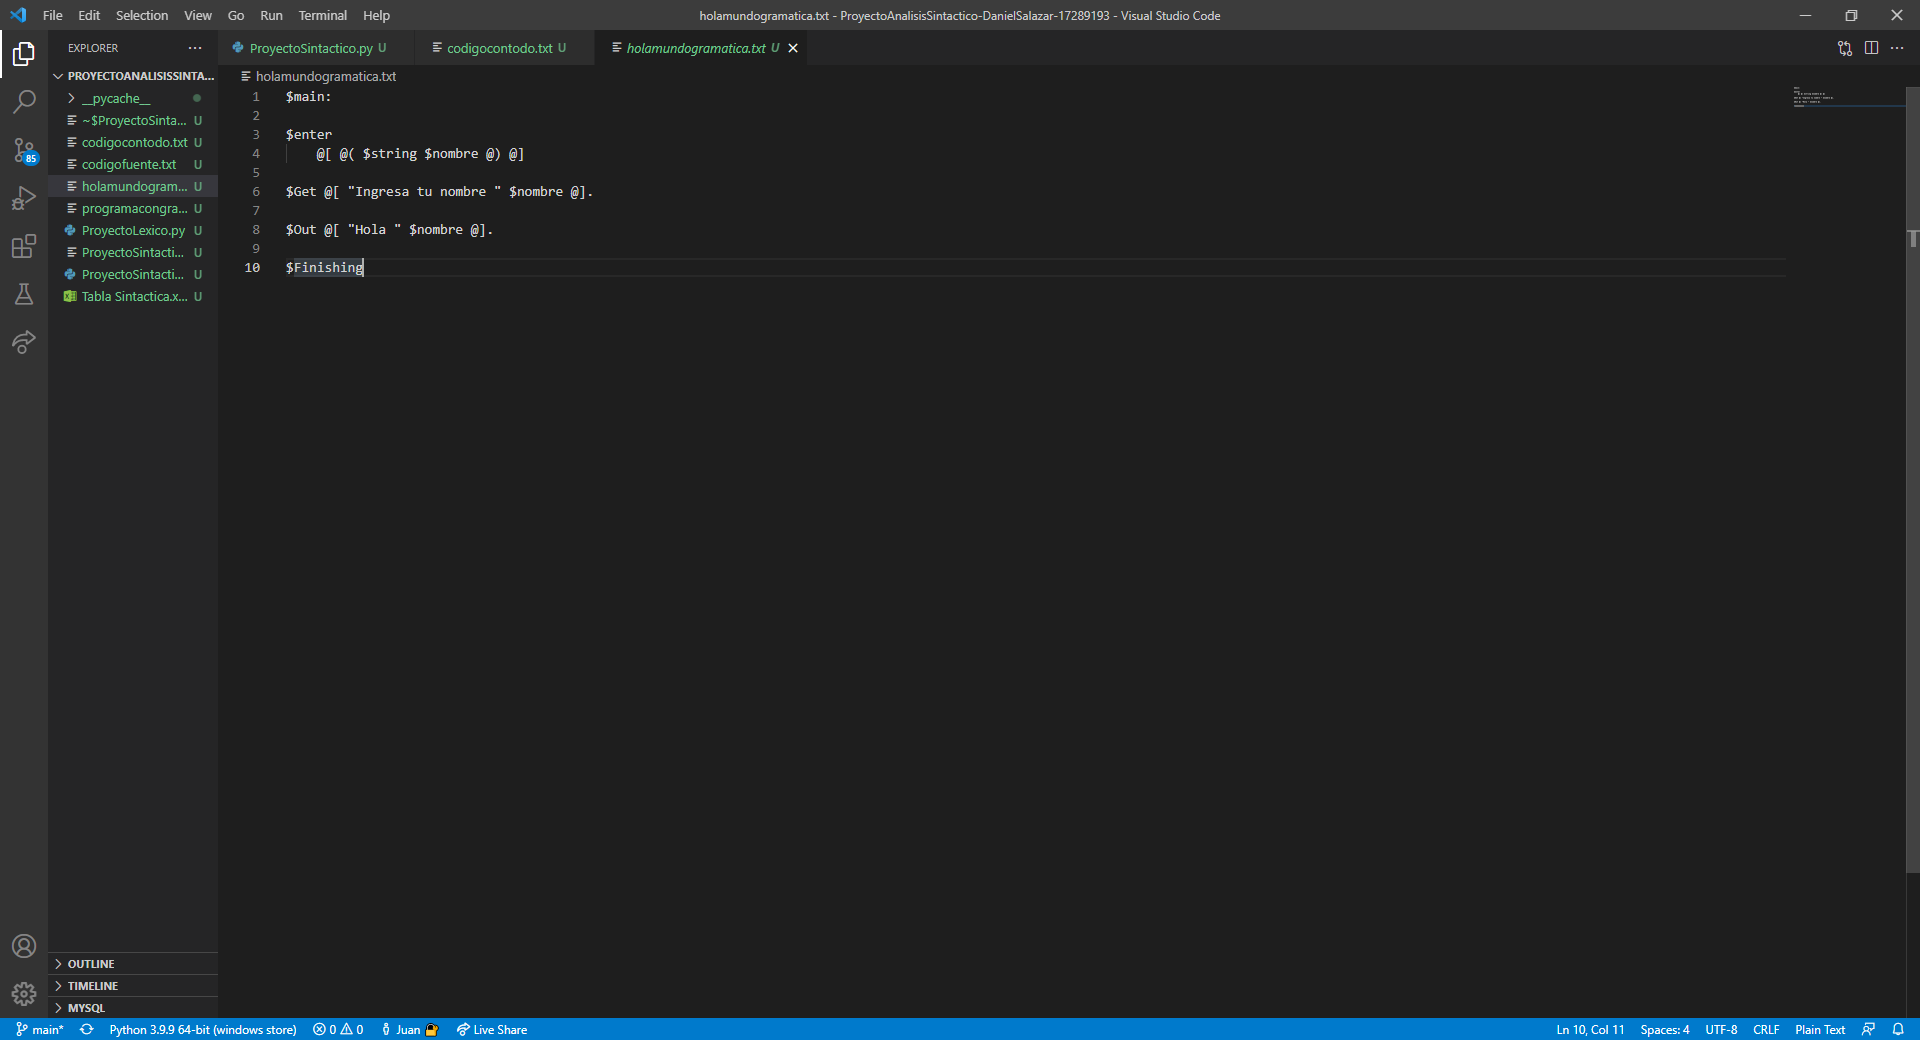 File Edit Selection View Go Run Terminal Help
holamundogramatica.txt - ProyectoAnalisisSintactico-DanielSalazar-17289193 - Visual Studio Code
EXPLORER
PROYECTOANALISISSINTA...
__pycache__
~$ProyectoSinta... U
codigocontodo.txt U
codigofuente.txt U
holamundogram... U
programacongra... U
ProyectoLexico.py U
ProyectoSintacti... U
ProyectoSintacti... U
Tabla Sintactica.x... U
85
OUTLINE
TIMELINE
MYSQL
ProyectoSintactico.py U
codigocontodo.txt U
holamundogramatica.txt U
holamundogramatica.txt
1 $main:
2
3 $enter
4 @[ @( $string $nombre @) @]
5
6 $Get @[ "Ingresa tu nombre " $nombre @].
7
8 $Out @[ "Hola " $nombre @].
9
10 $Finishing
main* Python 3.9.9 64-bit (windows store) 0 0 Juan Live Share
Ln 10, Col 11 Spaces: 4 UTF-8 CRLF Plain Text